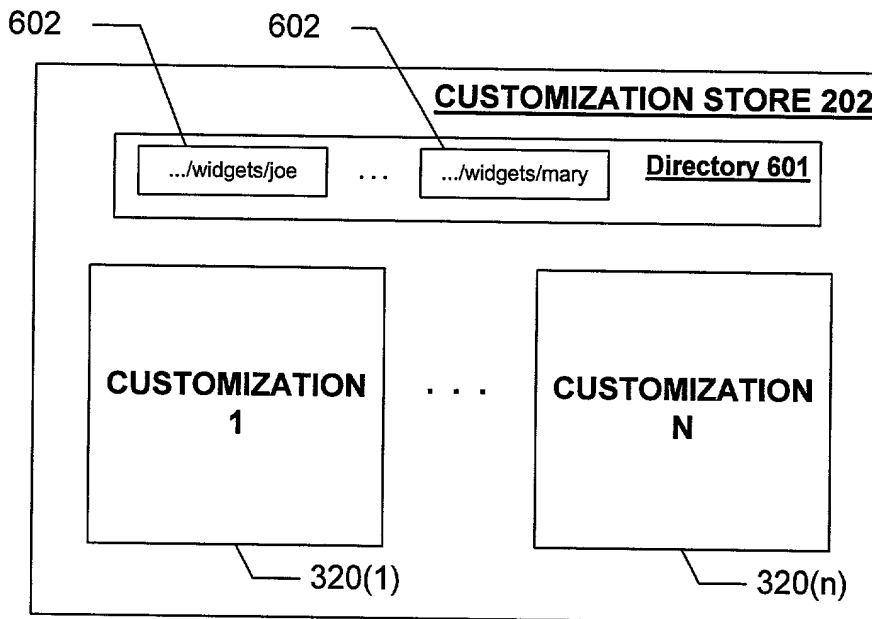 602 602
CUSTOMIZATION STORE 202
.../widgets/joe ... .../widgets/mary Directory 601
CUSTOMIZATION 1 . . . CUSTOMIZATION N
320(1) 320(n)